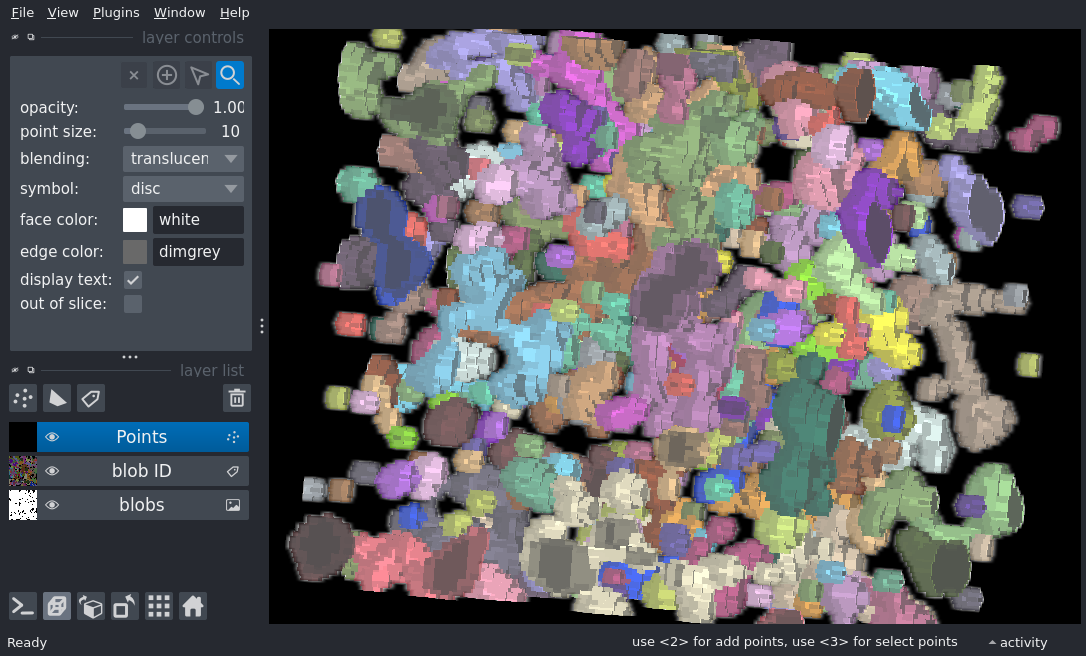 File View Plugins Window Help
layer controls
opacity: 1.00
point size: 10
blending: translucen
symbol: disc
face color: white
edge color: dimgrey
display text:
out of slice:
layer list
Points
blob ID
blobs
Ready
use <2> for add points, use <3> for select points
activity